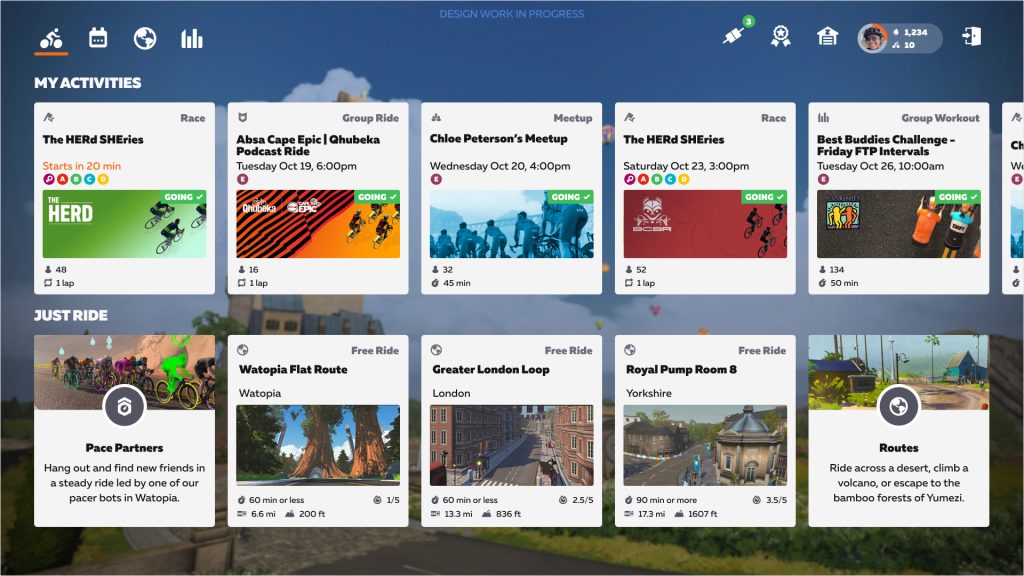 DESIGN WORK IN PROGRESS
3
1,234
10
MY ACTIVITIES
Race
The HERd SHEries
Starts in 20 min
A B C D
THE
HERD
GOING
48
1 lap
Group Ride
Absa Cape Epic | Qhubeka
Podcast Ride
Tuesday Oct 19, 6:00pm
E
Qhubeka
CAPE
EPIC
GOING
16
1 lap
Meetup
Chloe Peterson's Meetup
Wednesday Oct 20, 4:00pm
E
GOING
32
45 min
Race
The HERd SHEries
Saturday Oct 23, 3:00pm
A B C D
BCBR
GOING
52
1 lap
Group Workout
Best Buddies Challenge –
Friday FTP Intervals
Tuesday Oct 26, 10:00am
E
BEST BUDDIES
GOING
134
50 min
JUST RIDE
Pace Partners
Hang out and find new friends in
a steady ride led by one of our
pacer bots in Watopia.
Free Ride
Watopia Flat Route
Watopia
60 min or less
1/5
6.6 mi
200 ft
Free Ride
Greater London Loop
London
60 min or less
2.5/5
13.3 mi
836 ft
Free Ride
Royal Pump Room 8
Yorkshire
90 min or more
3.5/5
17.3 mi
1607 ft
Routes
Ride across a desert, climb a
volcano, or escape to the
bamboo forests of Yumezi.